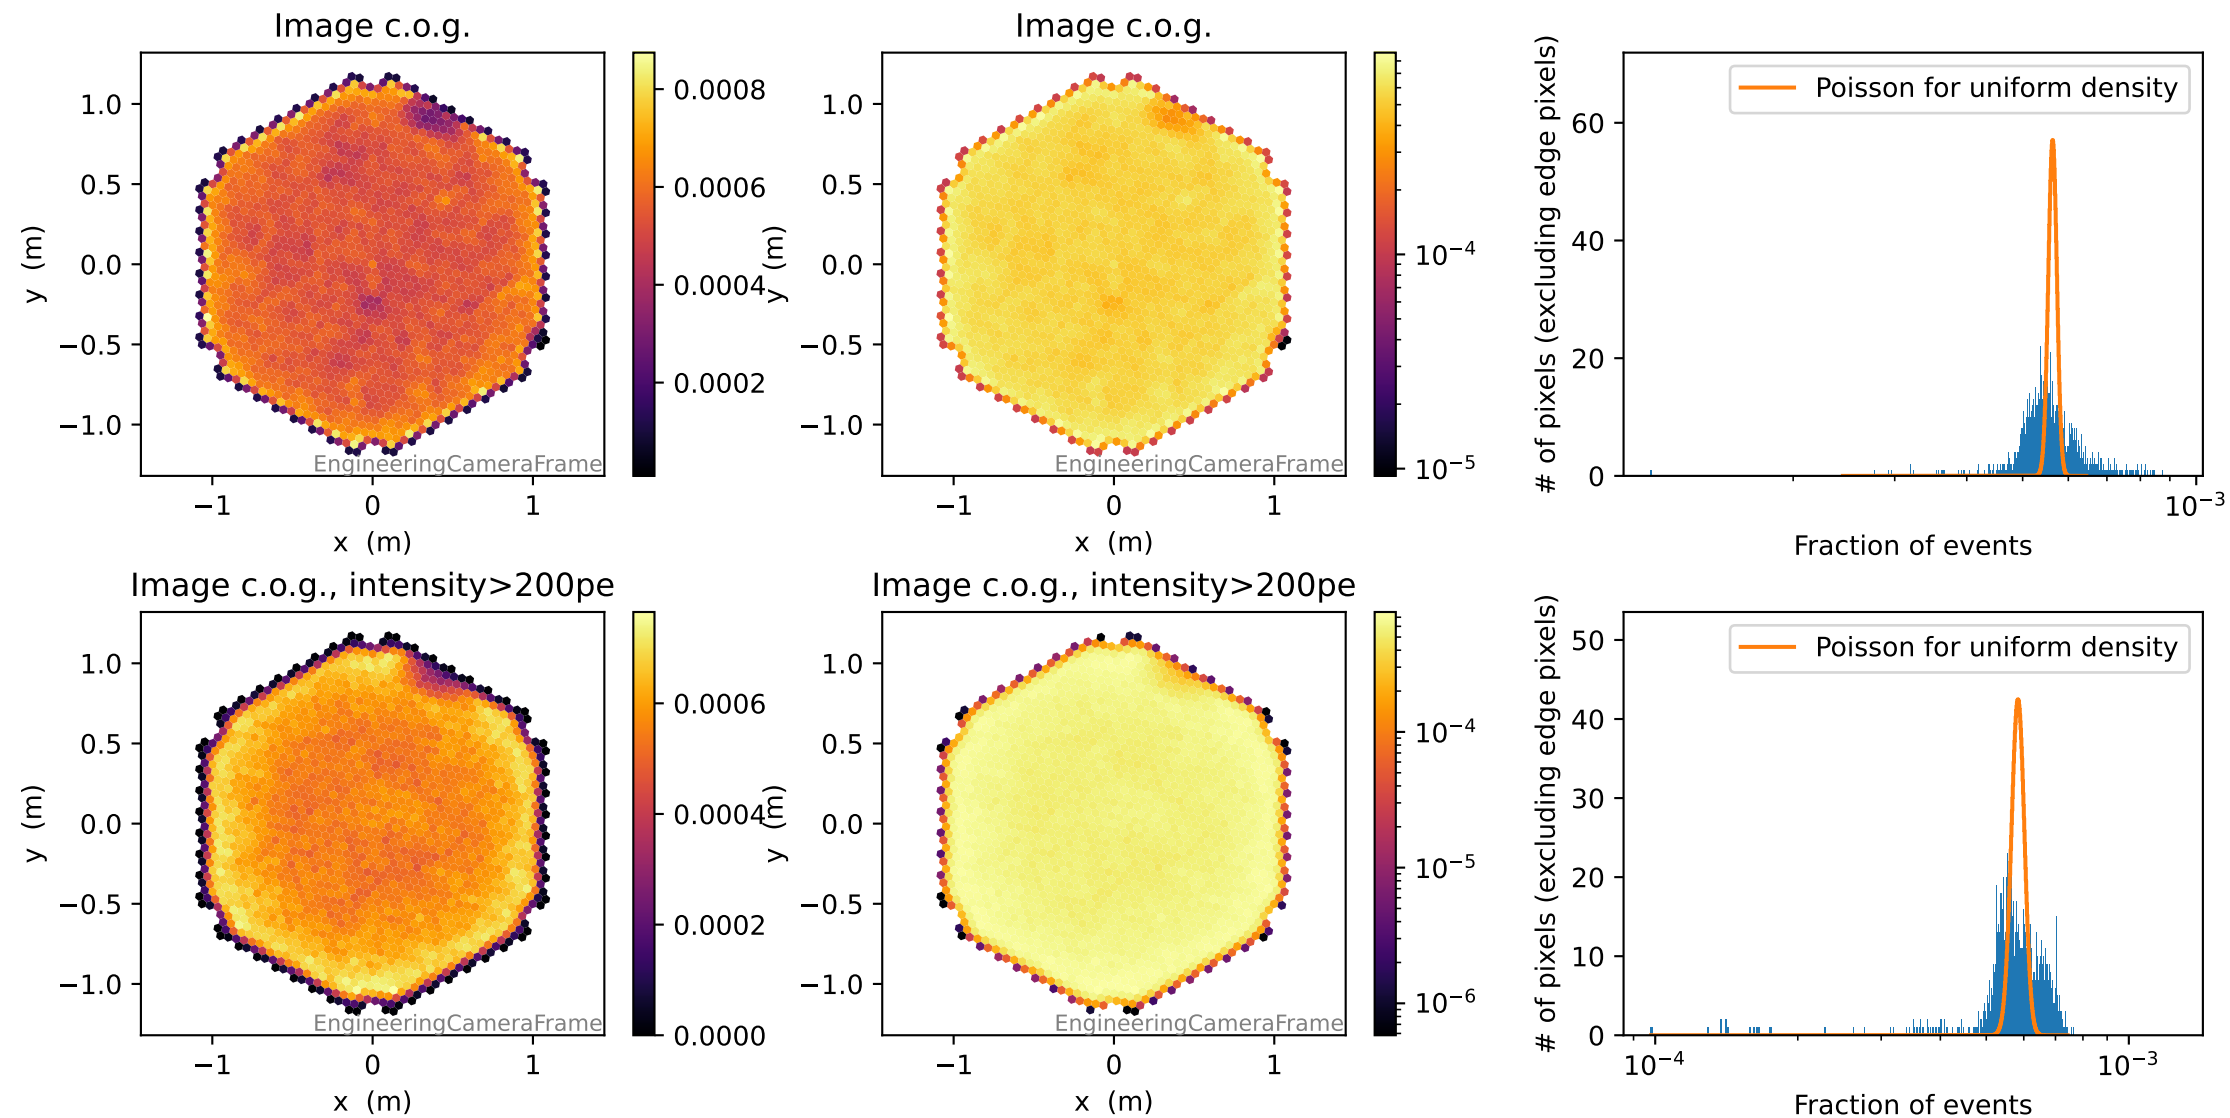 Image c.o.g.
1.0
0.5
0.0
−0.5
−1.0
y (m)
−1
0
1
x (m)
EngineeringCameraFrame
0.0008
0.0006
0.0004
0.0002
Image c.o.g.
1.0
0.5
0.0
−0.5
−1.0
y (m)
−1
0
1
x (m)
EngineeringCameraFrame
10⁻⁴
10⁻⁵
# of pixels (excluding edge pixels)
60
40
20
0
Poisson for uniform density
10⁻³
Fraction of events
Image c.o.g., intensity>200pe
1.0
0.5
0.0
−0.5
−1.0
y (m)
−1
0
1
x (m)
EngineeringCameraFrame
0.0006
0.0004
0.0002
0.0000
Image c.o.g., intensity>200pe
1.0
0.5
0.0
−0.5
−1.0
y (m)
−1
0
1
x (m)
EngineeringCameraFrame
10⁻⁴
10⁻⁵
10⁻⁶
# of pixels (excluding edge pixels)
50
40
30
20
10
0
Poisson for uniform density
10⁻⁴
10⁻³
Fraction of events